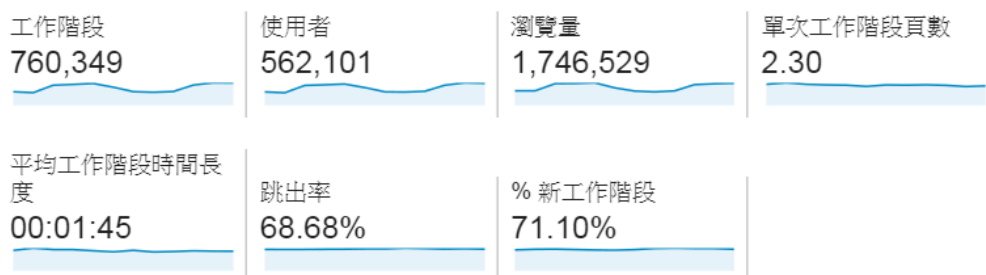 工作階段
760,349
使用者
562,101
瀏覽量
1,746,529
單次工作階段頁數
2.30
平均工作階段時間長
度
00:01:45
跳出率
68.68%
% 新工作階段
71.10%